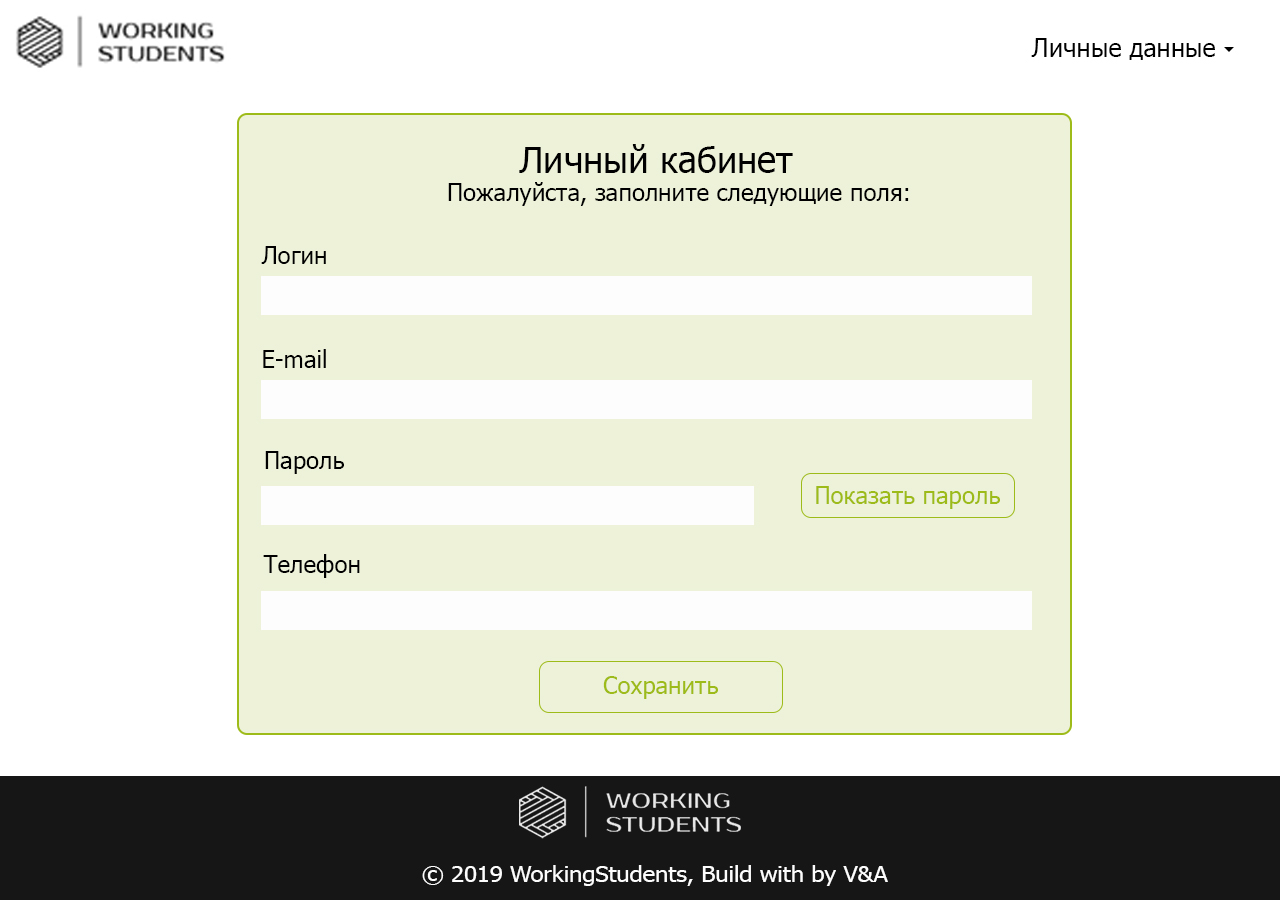 WORKING
STUDENTS
Личные данные
Личный кабинет
Пожалуйста, заполните следующие поля:
Логин
E-mail
Пароль
Показать пароль
Телефон
Сохранить
WORKING
STUDENTS
© 2019 WorkingStudents, Build with by V&A